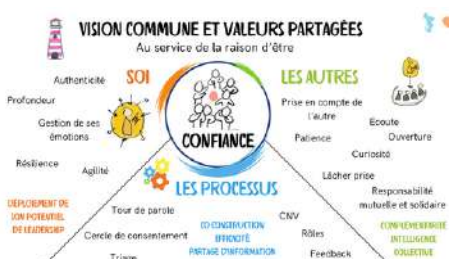 VISION COMMUNE ET VALEURS PARTAGÉES
Au service de la raison d'être
SOI
Authenticité
Profondeur
Gestion de ses
émotions
Résilience
Agilité
DÉPLOIEMENT DE
SON POTENTIEL
DE LEADERSHIP
CONFIANCE
LES AUTRES
Prise en compte de
l'autre
Ecoute
Patience
Ouverture
Curiosité
Lâcher prise
Responsabilité
mutuelle et solidaire
COMPLÉMENTARITÉ
INTELLIGENCE
COLLECTIVE
LES PROCESSUS
Tour de parole
Cercle de consentement
Triage
CO-CONSTRUCTION
EFFICACITÉ
PARTAGE D'INFORMATION
CNV
Rôles
Feedback